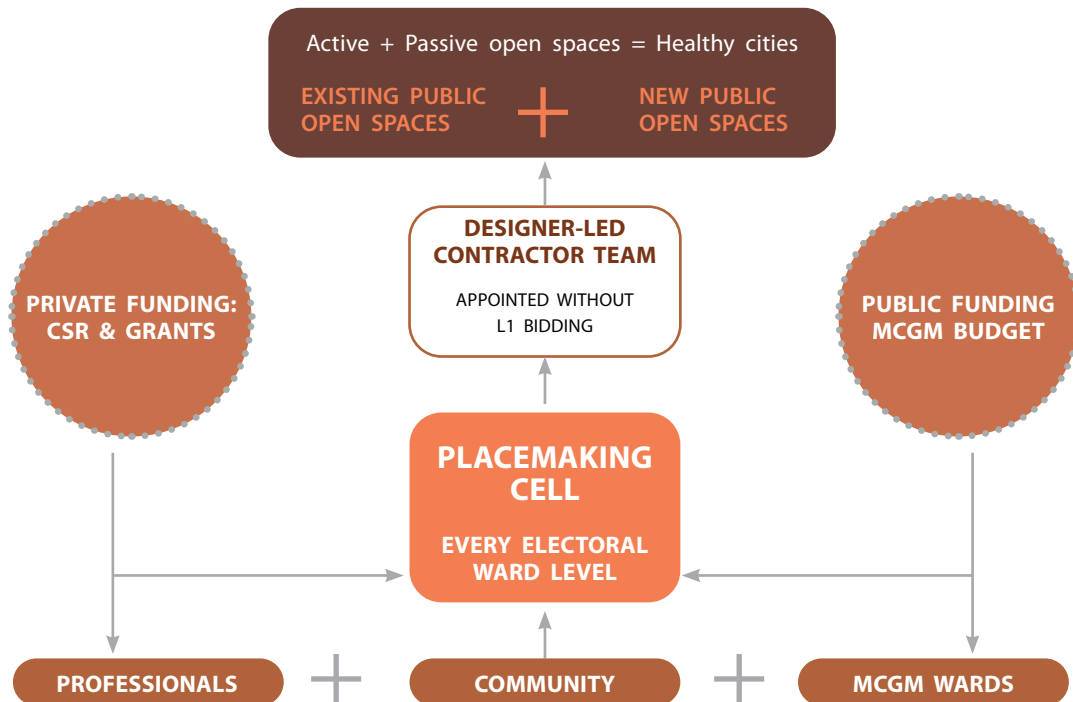 Active + Passive open spaces = Healthy cities
EXISTING PUBLIC
OPEN SPACES
+
NEW PUBLIC
OPEN SPACES
DESIGNER-LED
CONTRACTOR TEAM
APPOINTED WITHOUT
L1 BIDDING
PRIVATE FUNDING:
CSR & GRANTS
PUBLIC FUNDING
MCGM BUDGET
PLACEMAKING
CELL
EVERY ELECTORAL
WARD LEVEL
PROFESSIONALS + COMMUNITY + MCGM WARDS